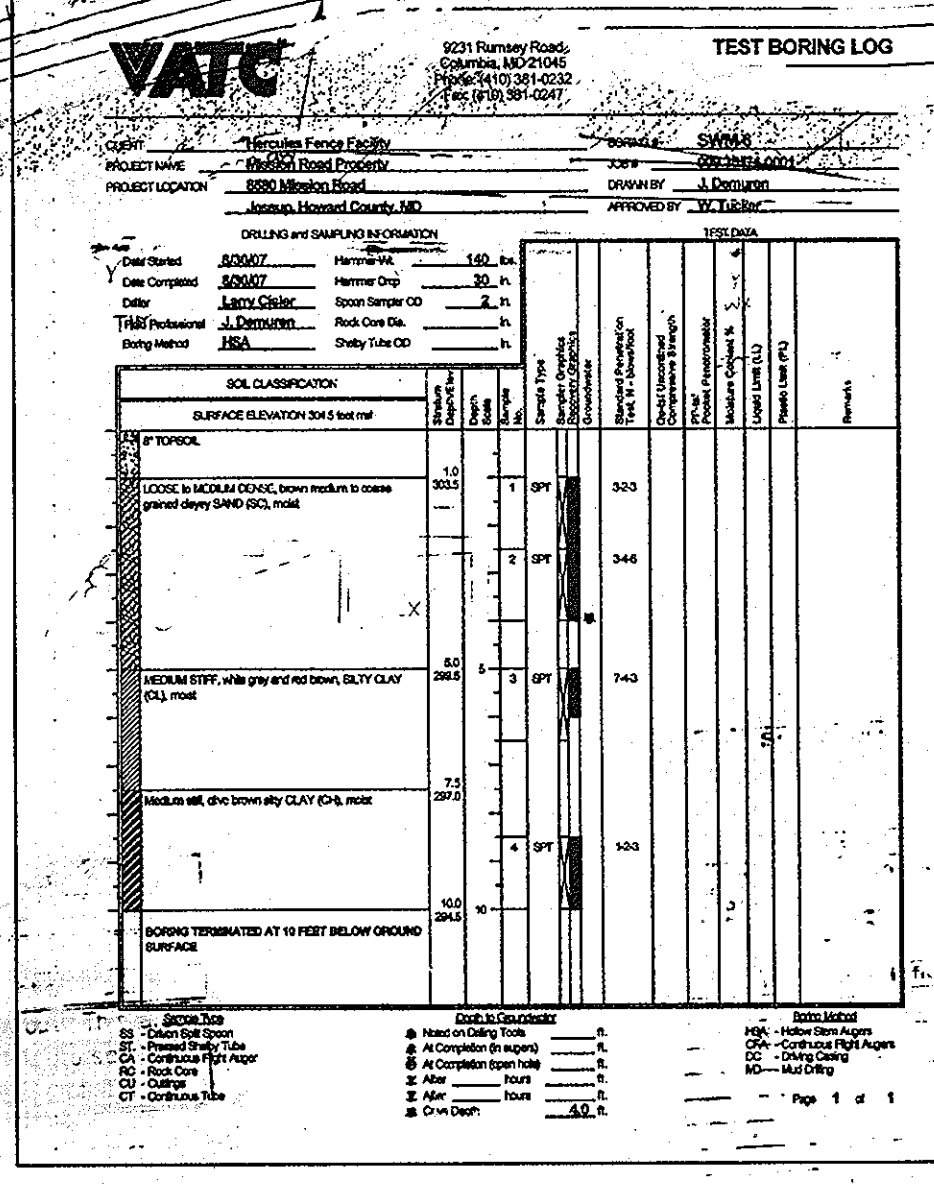 VATC
9231 Rumsey Road
Columbia, MD 21045
Phone: (410) 381-0232
Fax: (410) 381-0247
TEST BORING LOG
CLIENT Hercules Fence Facility
BORING # SWM-6
PROJECT NAME Mission Road Property
JOB #
PROJECT LOCATION 8680 Mission Road
DRAWN BY J. Demuren
Jessup, Howard County, MD
APPROVED BY W. Tucker
DRILLING and SAMPLING INFORMATION
TEST DATA
Date Started 8/30/07 Hammer Wt. 140 lbs.
Date Completed 8/30/07 Hammer Drop 30 in.
Driller Larry Cisler Spoon Sampler OD 2 in.
Field Professional J. Demuren Rock Core Dia. in.
Boring Method HSA Shelby Tube OD in.
SOIL CLASSIFICATION
SURFACE ELEVATION 304.5 feet msl
Stratum Depth/Elev
Depth Scale
Sample No.
Sample Type
Sampler Graphics
Recovery Graphics
Groundwater
Standard Penetration Test, N - blows/foot
Qu-tsf Unconfined Compressive Strength
PP-tsf Pocket Penetrometer
Moisture Content %
Liquid Limit (LL)
Plastic Limit (PL)
Remarks
8" TOPSOIL
1.0
303.5
LOOSE to MEDIUM DENSE, brown medium to coarse
grained clayey SAND (SC), moist
1 SPT 3-2-3
2 SPT 3-4-6
5.0
299.5
5
MEDIUM STIFF, white gray and red brown, SILTY CLAY
(CL), moist
3 SPT 7-4-3
7.5
297.0
Medium stiff, olive brown silty CLAY (CH), moist
4 SPT 1-2-3
10.0
294.5
10
BORING TERMINATED AT 10 FEET BELOW GROUND
SURFACE
Sample Type
SS - Driven Split Spoon
ST - Pressed Shelby Tube
CA - Continuous Flight Auger
RC - Rock Core
CU - Cuttings
CT - Continuous Tube
Depth to Groundwater
Noted on Drilling Tools ft.
At Completion (in augers) ft.
At Completion (open hole) ft.
After hours ft.
After hours ft.
Cave Depth 4.0 ft.
Boring Method
HSA - Hollow Stem Augers
CFA - Continuous Flight Augers
DC - Driving Casing
MD - Mud Drilling
Page 1 of 1